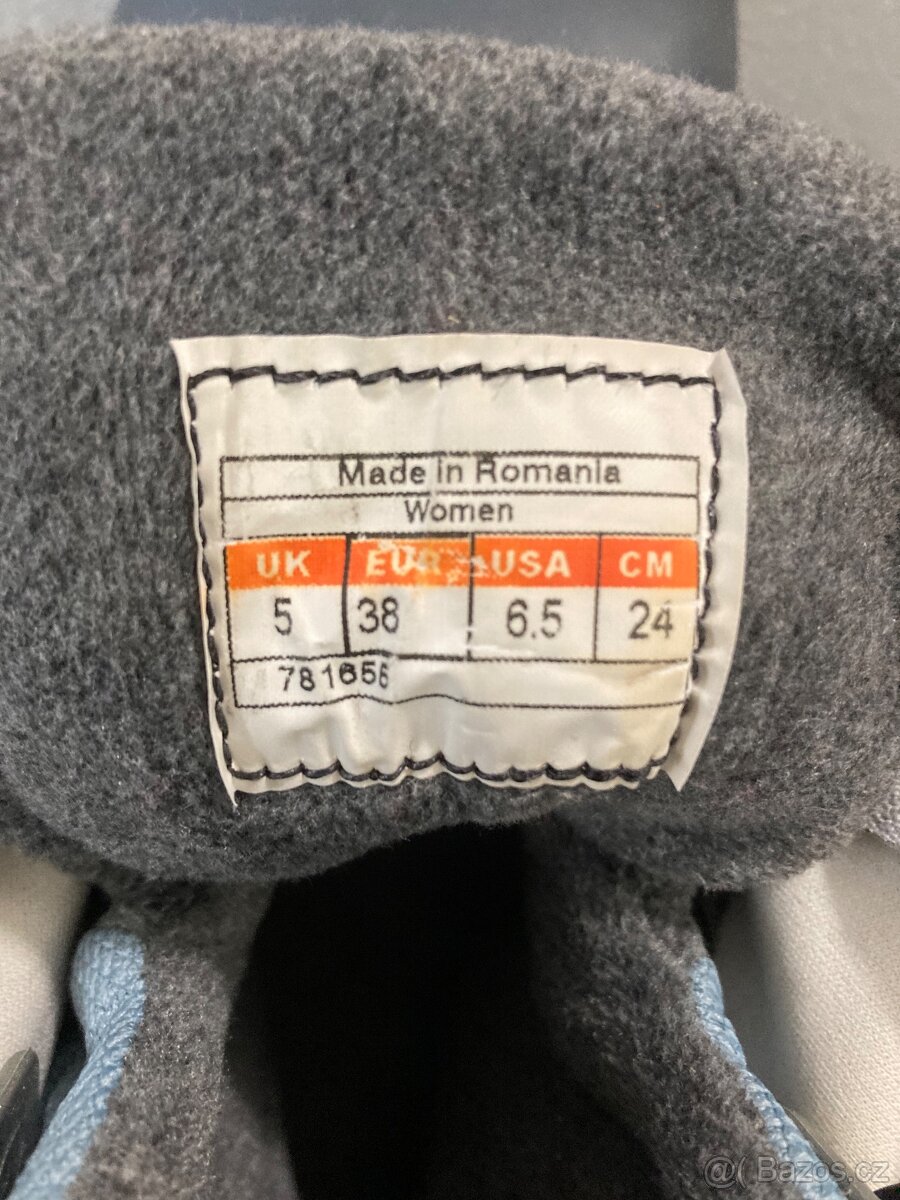 Made in Romania
Women
UK EUR USA CM
5 38 6.5 24
781656
@( Bazos.cz